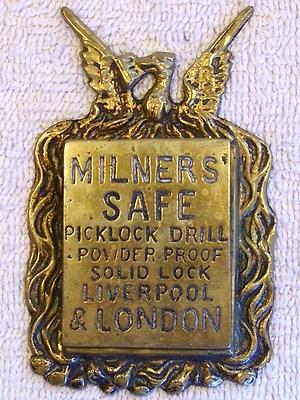 MILNERS'
SAFE
PICKLOCK DRILL
-POWDER-PROOF
SOLID LOCK
LIVERPOOL
& LONDON